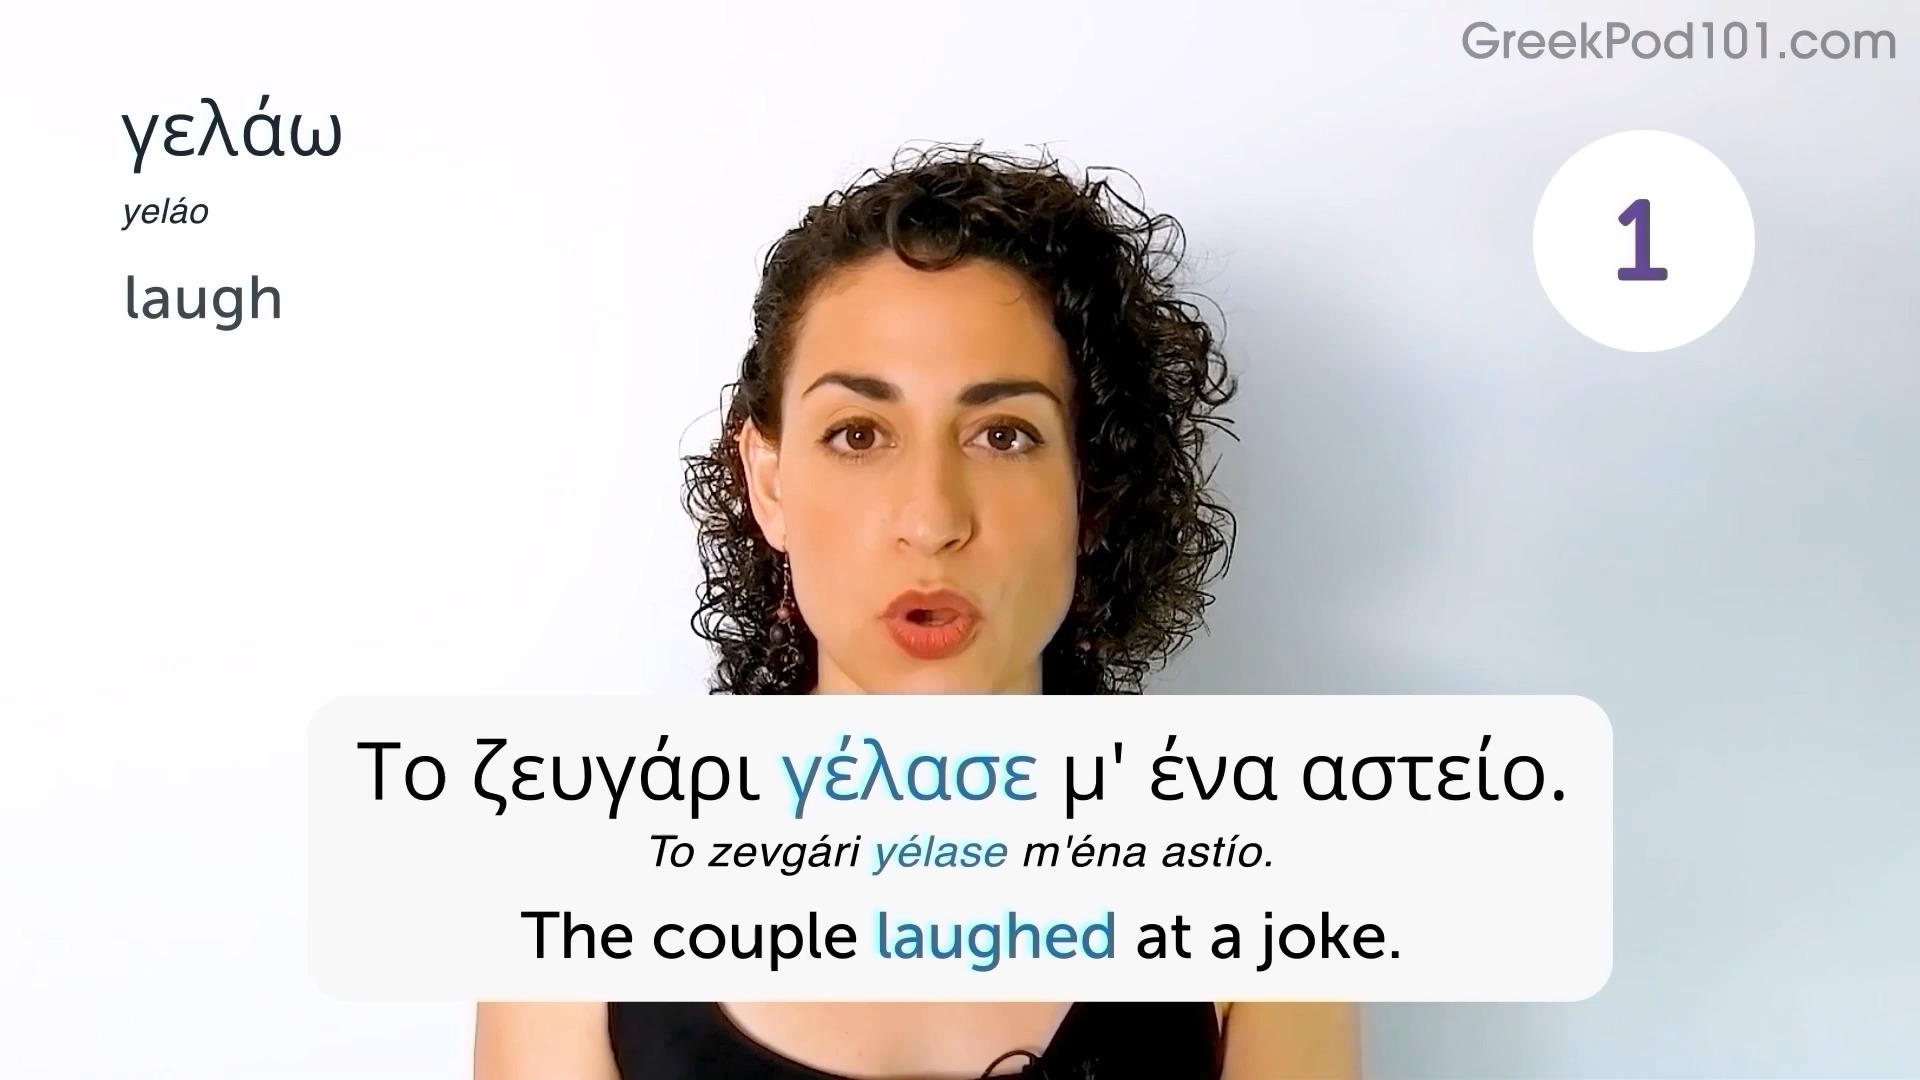 GreekPod101.com
γελάω
yeláo
laugh
1
Το ζευγάρι γέλασε μ' ένα αστείο.
To zevgári yélase m'éna astío.
The couple laughed at a joke.